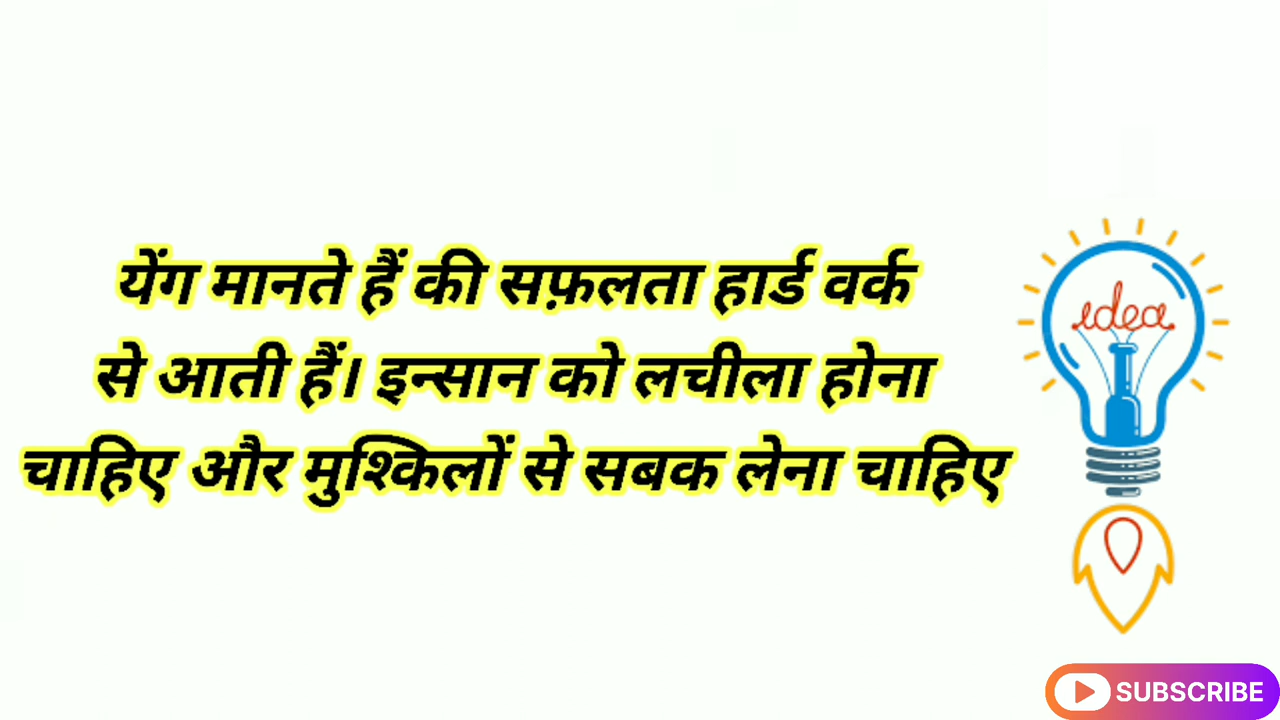 येंग मानते हैं की सफ़लता हार्ड वर्क
से आती हैं। इन्सान को लचीला होना
चाहिए और मुश्किलों से सबक लेना चाहिए
idea
SUBSCRIBE